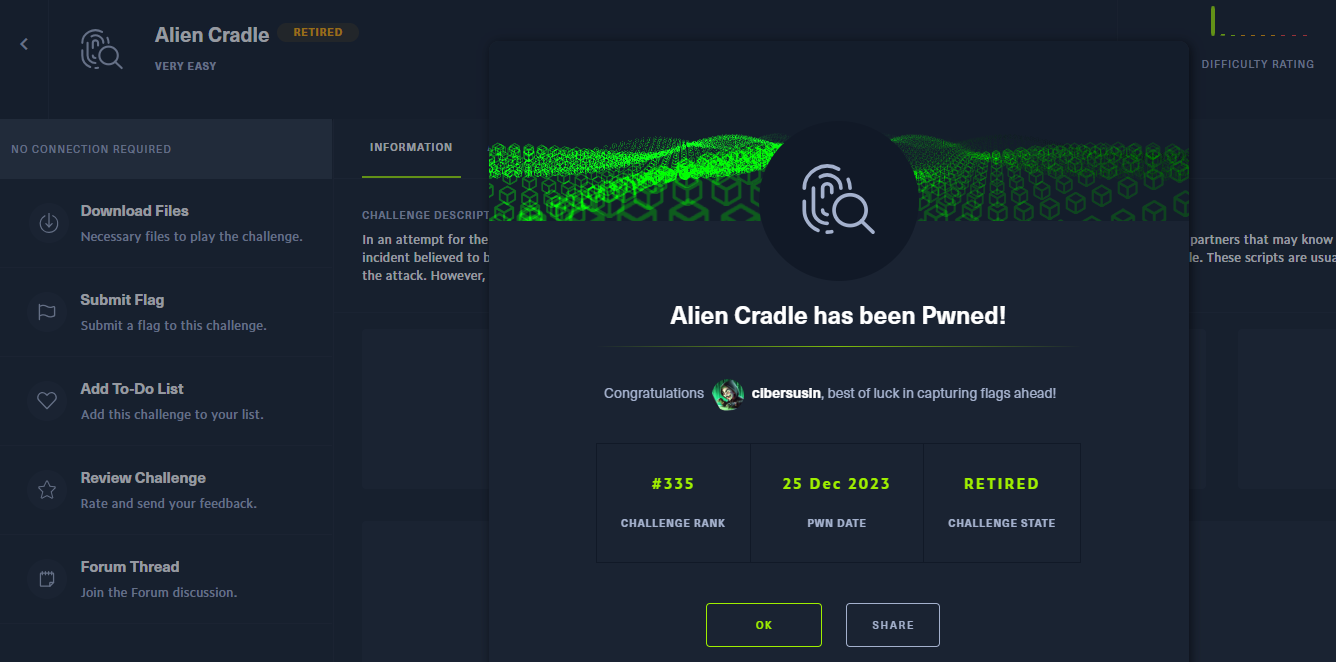 Alien Cradle RETIRED
VERY EASY
DIFFICULTY RATING
NO CONNECTION REQUIRED
Download Files
Necessary files to play the challenge.
Submit Flag
Submit a flag to this challenge.
Add To-Do List
Add this challenge to your list.
Review Challenge
Rate and send your feedback.
Forum Thread
Join the Forum discussion.
INFORMATION
CHALLENGE DESCRIPT
In an attempt for the partners that may know
incident believed to b le. These scripts are usua
the attack. However,
Alien Cradle has been Pwned!
Congratulations cibersusin, best of luck in capturing flags ahead!
#335 25 Dec 2023 RETIRED
CHALLENGE RANK PWN DATE CHALLENGE STATE
OK SHARE